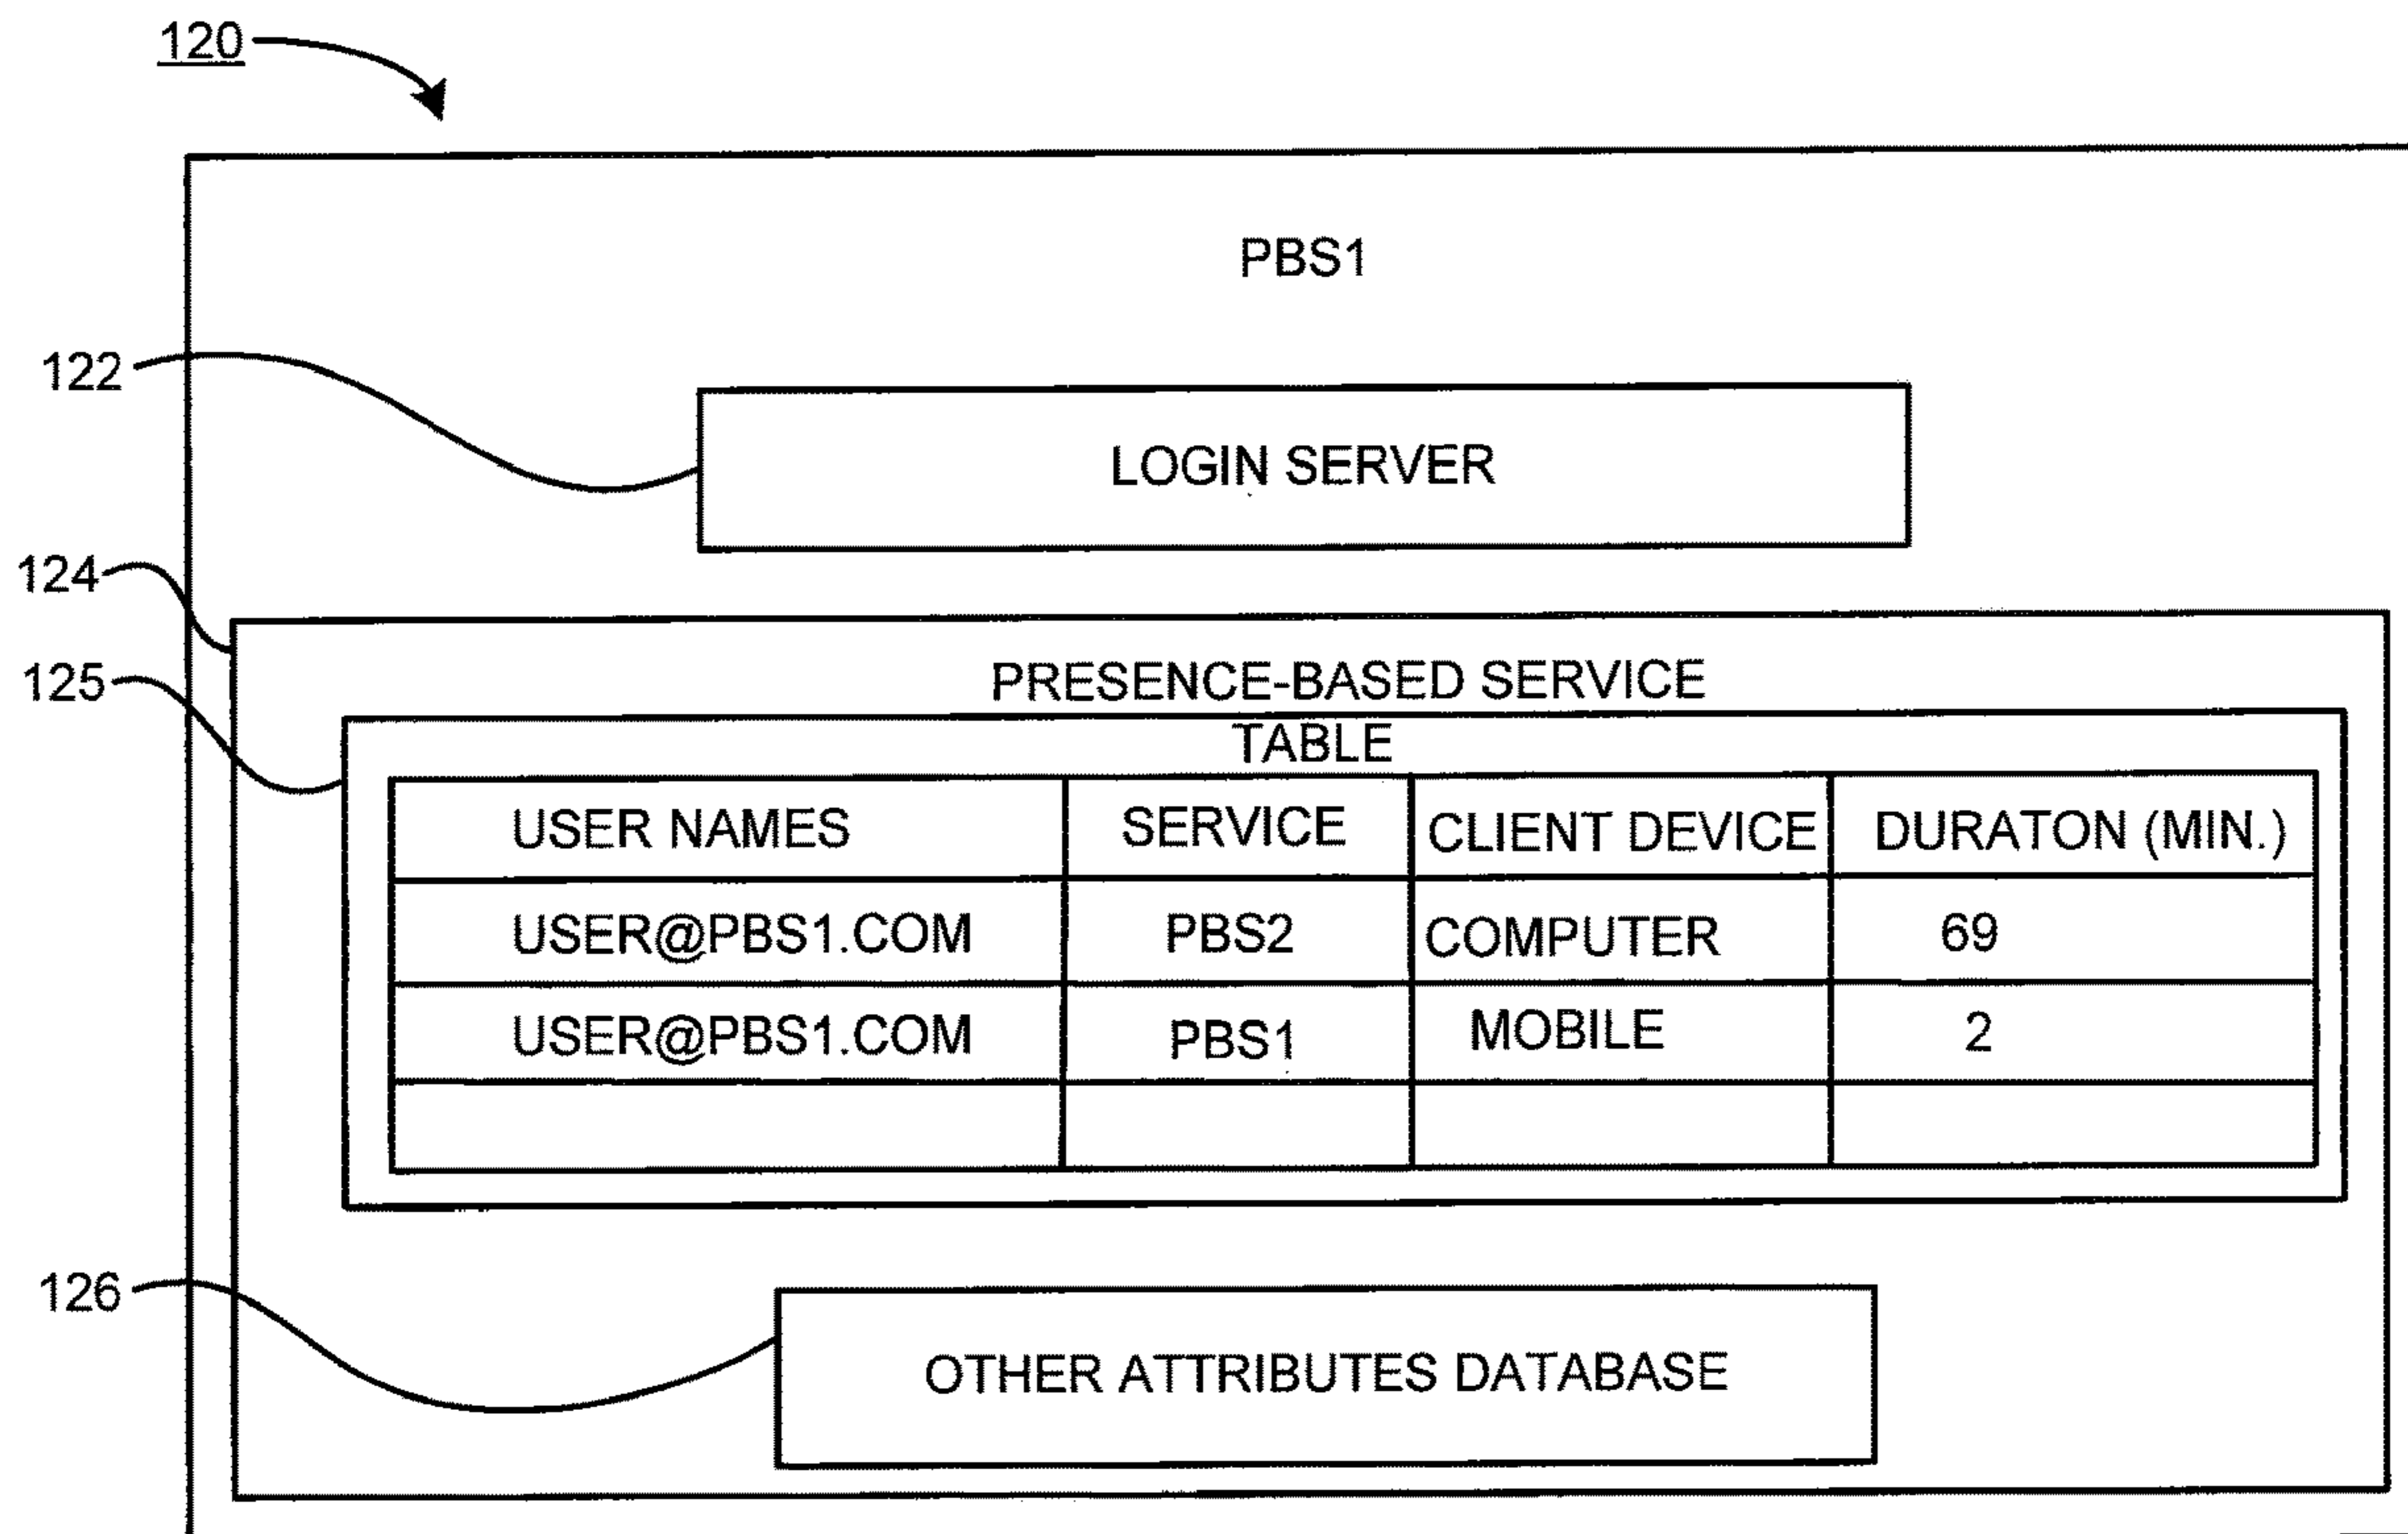 120
PBS1
122
LOGIN SERVER
124
PRESENCE-BASED SERVICE
125
TABLE
USER NAMES SERVICE CLIENT DEVICE DURATON (MIN.)
USER@PBS1.COM PBS2 COMPUTER 69
USER@PBS1.COM PBS1 MOBILE 2
126
OTHER ATTRIBUTES DATABASE